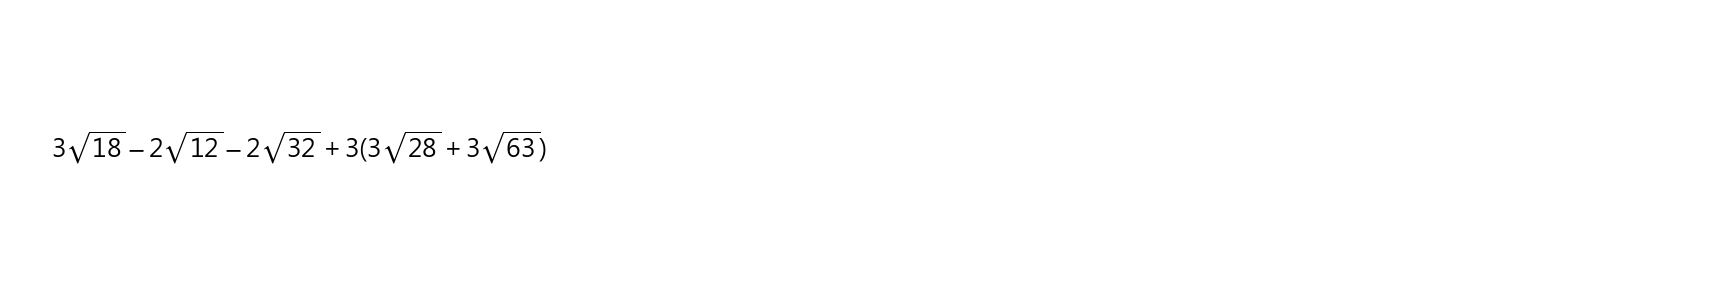 3√18 – 2√12 – 2√32 + 3(3√28 + 3√63)